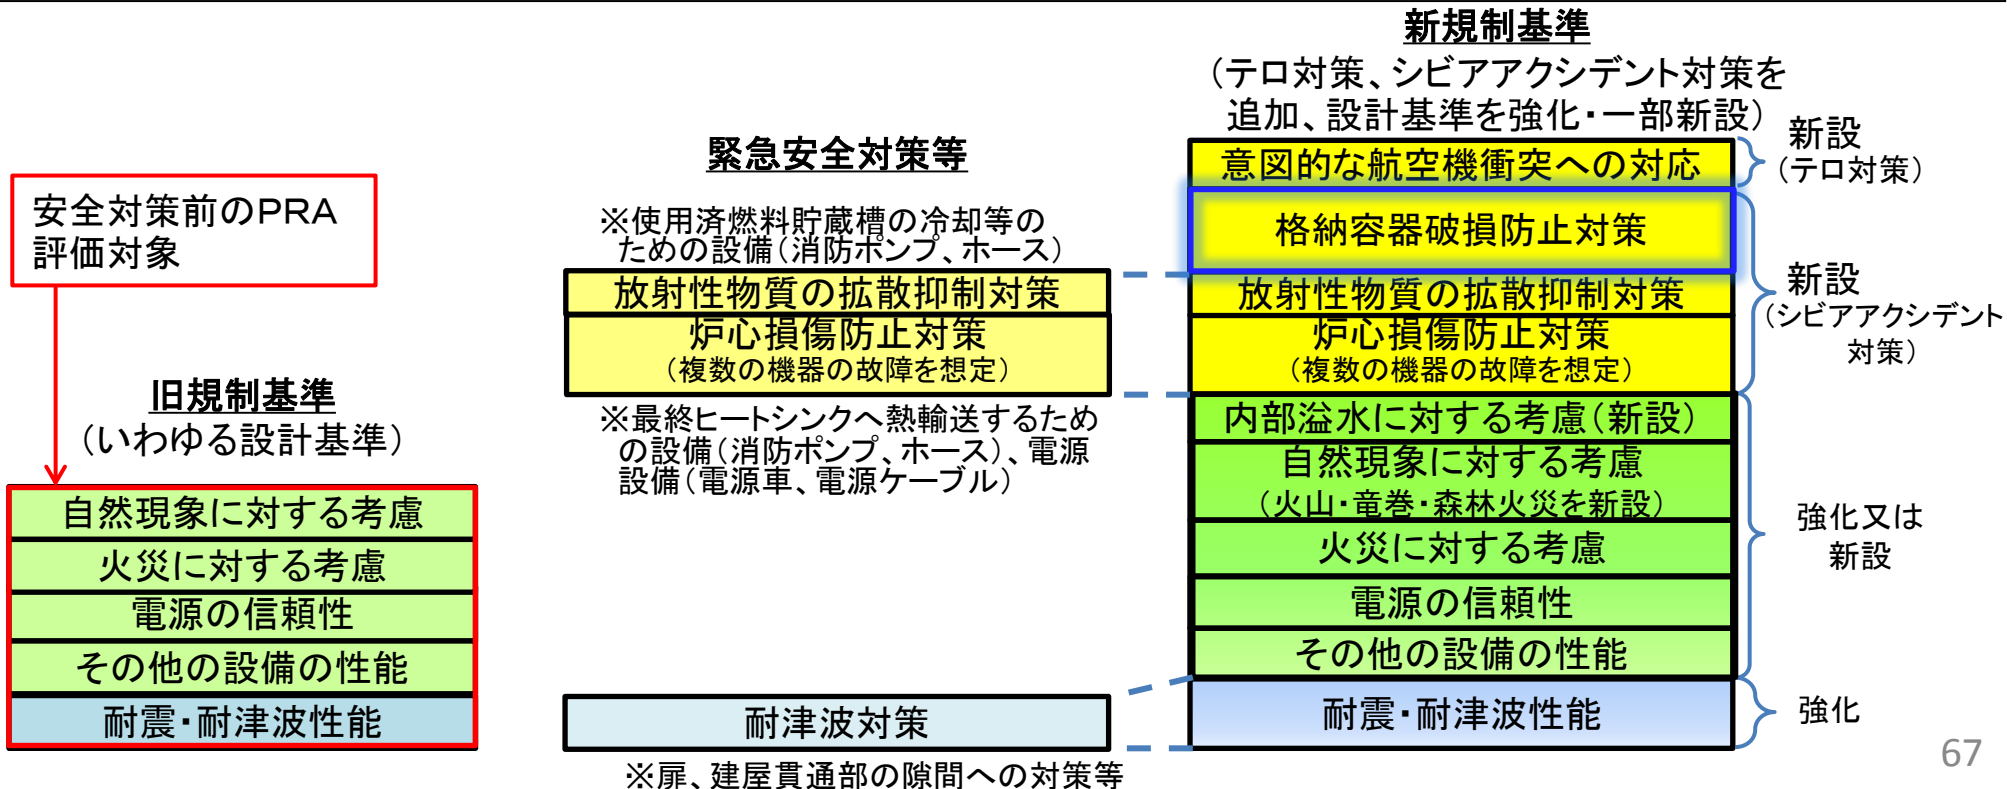 安全対策前のPRA
評価対象
旧規制基準
（いわゆる設計基準）
自然現象に対する考慮
火災に対する考慮
電源の信頼性
その他の設備の性能
耐震・耐津波性能
緊急安全対策等
※使用済燃料貯蔵槽の冷却等の
ための設備（消防ポンプ、ホース）
放射性物質の拡散抑制対策
炉心損傷防止対策
（複数の機器の故障を想定）
※最終ヒートシンクへ熱輸送するため
の設備（消防ポンプ、ホース）、電源
設備（電源車、電源ケーブル）
耐津波対策
※扉、建屋貫通部の隙間への対策等
新規制基準
（テロ対策、シビアアクシデント対策を
追加、設計基準を強化・一部新設）
意図的な航空機衝突への対応
格納容器破損防止対策
放射性物質の拡散抑制対策
炉心損傷防止対策
（複数の機器の故障を想定）
内部溢水に対する考慮（新設）
自然現象に対する考慮
（火山・竜巻・森林火災を新設）
火災に対する考慮
電源の信頼性
その他の設備の性能
耐震・耐津波性能
新設
（テロ対策）
新設
（シビアアクシデント
対策）
強化又は
新設
強化
67